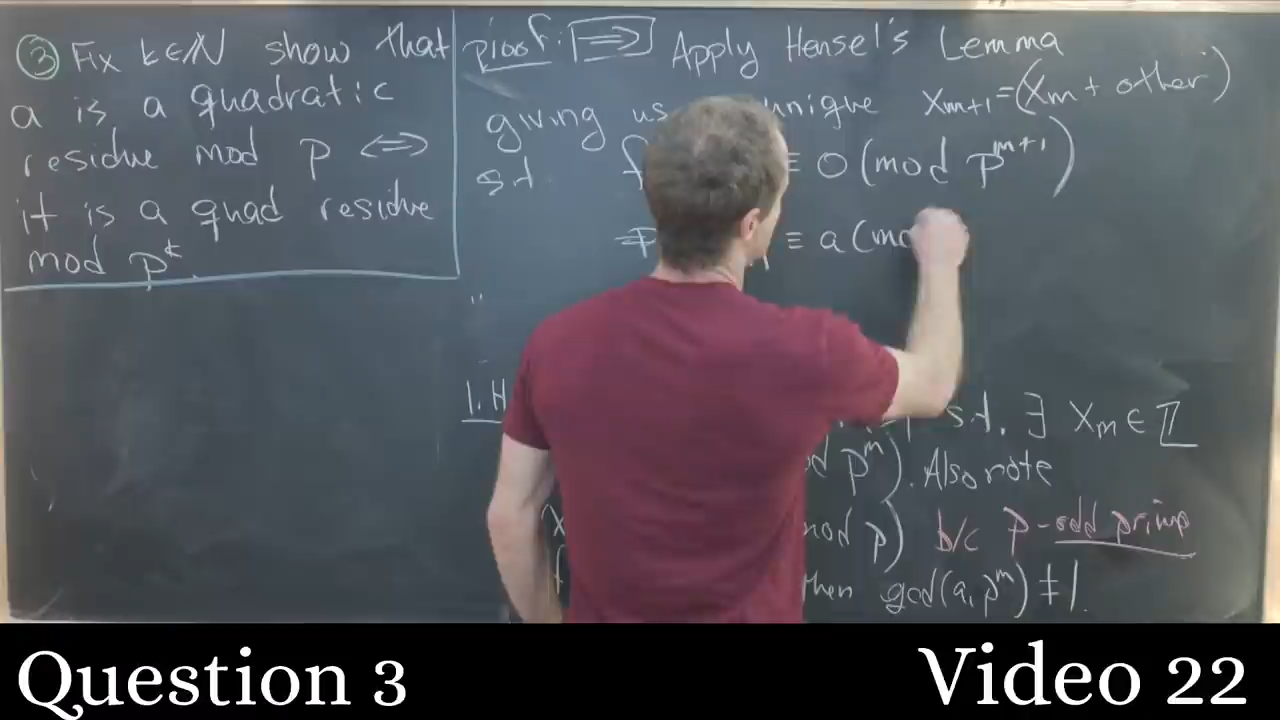 ③ Fix k∈ℕ show that
a is a quadratic
residue mod p ⟺
it is a quad residue
mod pᵏ.
proof: ⟹ Apply Hensel's Lemma
giving us unique xₘ₊₁=(xₘ+ other)
s.t. f ≡ 0 (mod pᵐ⁺¹)
⇒ ≡ a (mo
I.H s.t. ∃ xₘ∈ℤ
od pᵐ). Also note
mod p) b/c p-odd prime
then gcd(a,pᵐ)≠1.
Question 3
Video 22